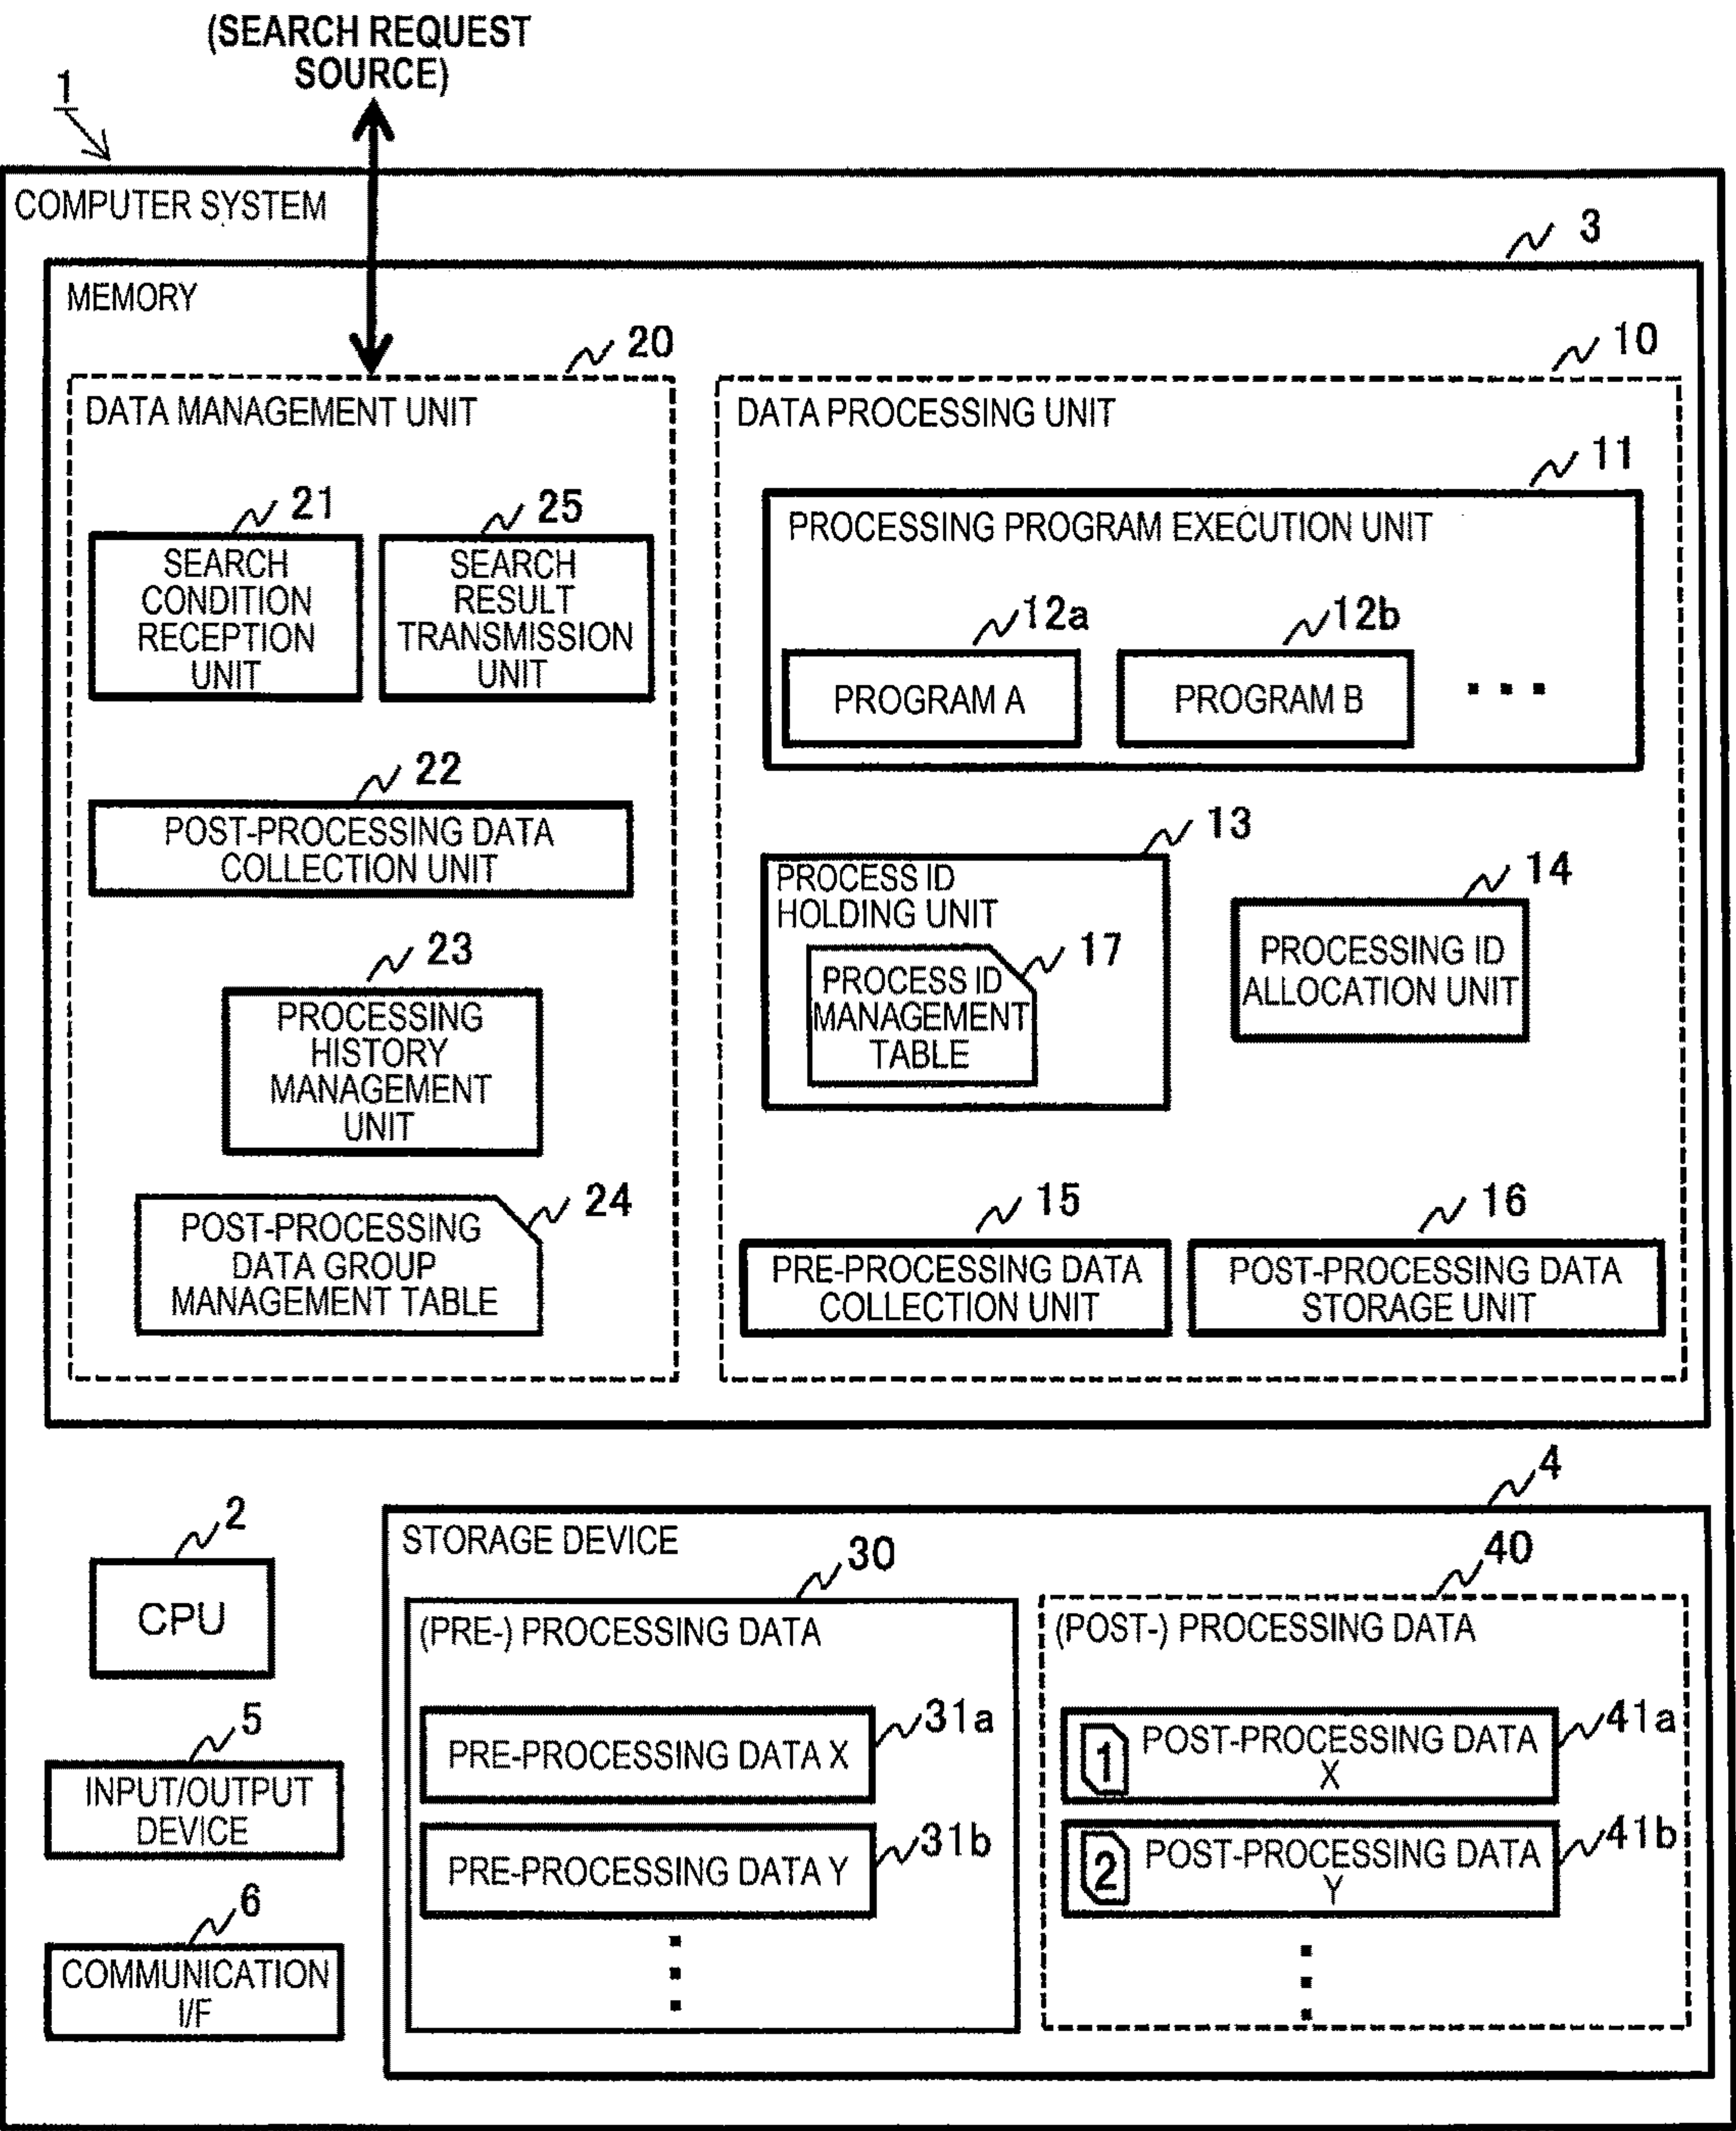 (SEARCH REQUEST
SOURCE)
1
COMPUTER SYSTEM
3
MEMORY
20
DATA MANAGEMENT UNIT
21
SEARCH
CONDITION
RECEPTION
UNIT
25
SEARCH
RESULT
TRANSMISSION
UNIT
22
POST-PROCESSING DATA
COLLECTION UNIT
23
PROCESSING
HISTORY
MANAGEMENT
UNIT
24
POST-PROCESSING
DATA GROUP
MANAGEMENT TABLE
10
DATA PROCESSING UNIT
11
PROCESSING PROGRAM EXECUTION UNIT
12a
PROGRAM A
12b
PROGRAM B
...
13
PROCESS ID
HOLDING UNIT
17
PROCESS ID
MANAGEMENT
TABLE
14
PROCESSING ID
ALLOCATION UNIT
15
PRE-PROCESSING DATA
COLLECTION UNIT
16
POST-PROCESSING DATA
STORAGE UNIT
2
CPU
5
INPUT/OUTPUT
DEVICE
6
COMMUNICATION
I/F
4
STORAGE DEVICE
30
(PRE-) PROCESSING DATA
31a
PRE-PROCESSING DATA X
31b
PRE-PROCESSING DATA Y
40
(POST-) PROCESSING DATA
41a
1
POST-PROCESSING DATA
X
41b
2
POST-PROCESSING DATA
Y